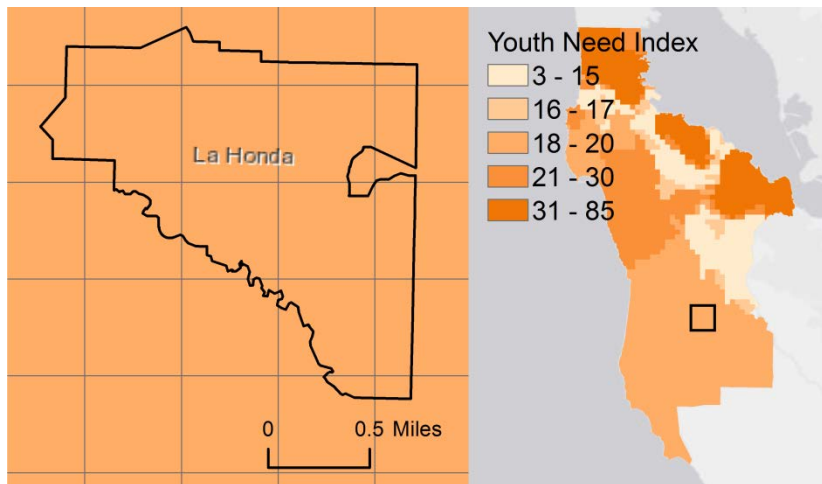 La Honda
0 0.5 Miles
Youth Need Index
3 - 15
16 - 17
18 - 20
21 - 30
31 - 85